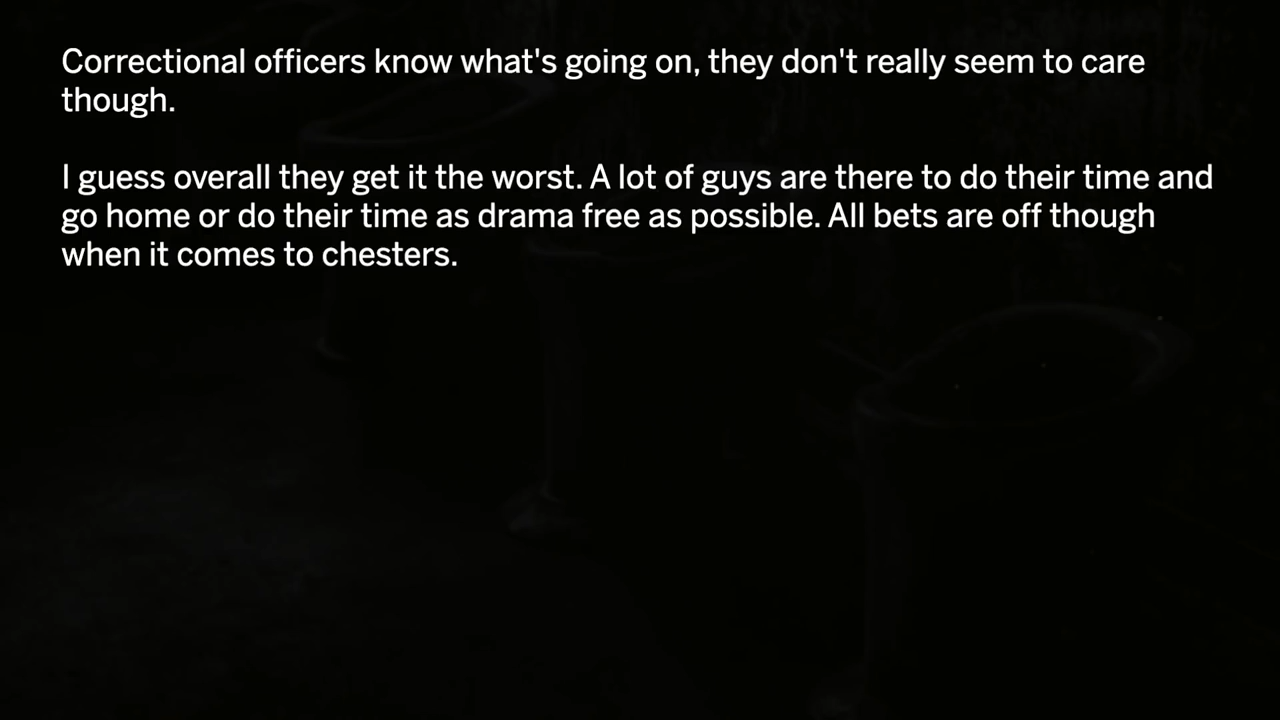 Correctional officers know what's going on, they don't really seem to care
though.
I guess overall they get it the worst. A lot of guys are there to do their time and
go home or do their time as drama free as possible. All bets are off though
when it comes to chesters.